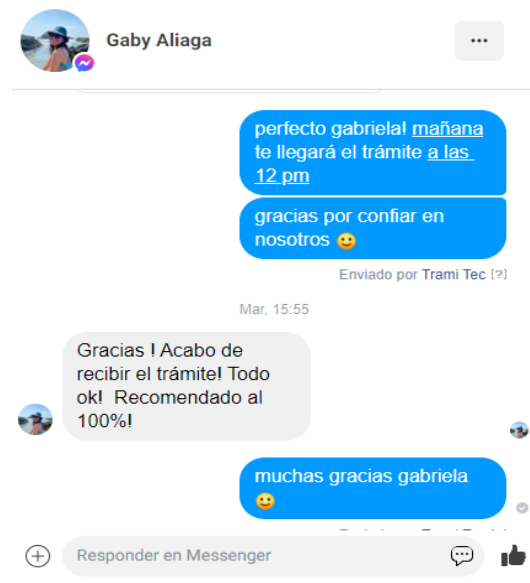 Gaby Aliaga
perfecto gabriela! mañana
te llegará el trámite a las
12 pm
gracias por confiar en
nosotros 🙂
Enviado por Trami Tec [?]
Mar, 15:55
Gracias ! Acabo de
recibir el trámite! Todo
ok!  Recomendado al
100%!
muchas gracias gabriela
🙂
Responder en Messenger